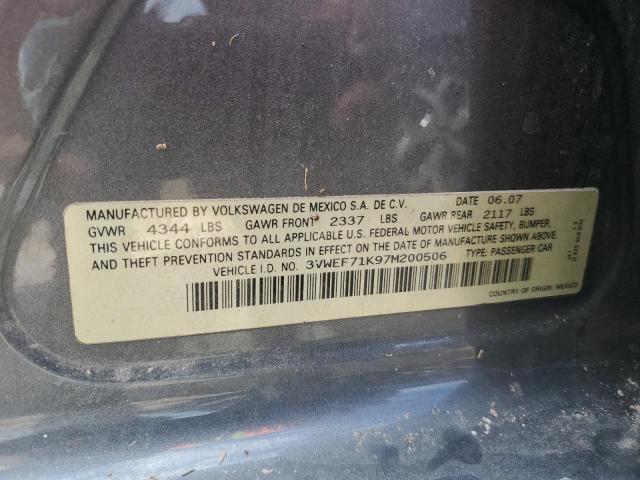 MANUFACTURED BY VOLKSWAGEN DE MEXICO S.A. DE C.V. DATE 06.07
GVWR 4344 LBS GAWR FRONT 2337 LBS GAWR REAR 2117 LBS
THIS VEHICLE CONFORMS TO ALL APPLICABLE U.S. FEDERAL MOTOR VEHICLE SAFETY, BUMPER,
AND THEFT PREVENTION STANDARDS IN EFFECT ON THE DATE OF MANUFACTURE SHOWN ABOVE.
VEHICLE I.D. NO. 3VWEF71K97M200506 TYPE: PASSENGER CAR
COUNTRY OF ORIGIN: MEXICO